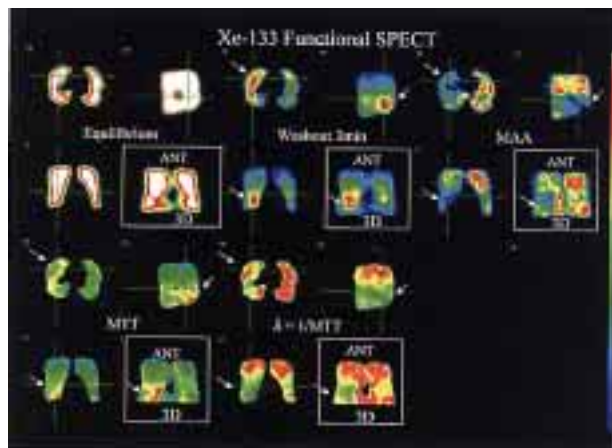 Xe-133 Functional SPECT
Equilibrium
Washout 3min
MAA
ANT
ANT
ANT
3D
3D
3D
MTT
k = 1/MTT
ANT
ANT
3D
3D